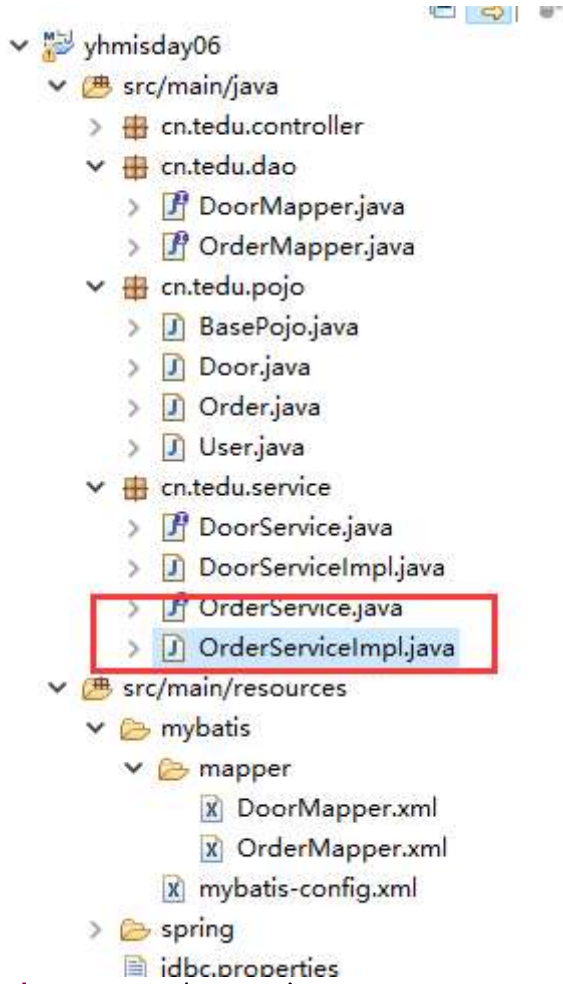 yhmisday06
src/main/java
cn.tedu.controller
cn.tedu.dao
DoorMapper.java
OrderMapper.java
cn.tedu.pojo
BasePojo.java
Door.java
Order.java
User.java
cn.tedu.service
DoorService.java
DoorServiceImpl.java
OrderService.java
OrderServiceImpl.java
src/main/resources
mybatis
mapper
DoorMapper.xml
OrderMapper.xml
mybatis-config.xml
spring
jdbc.properties